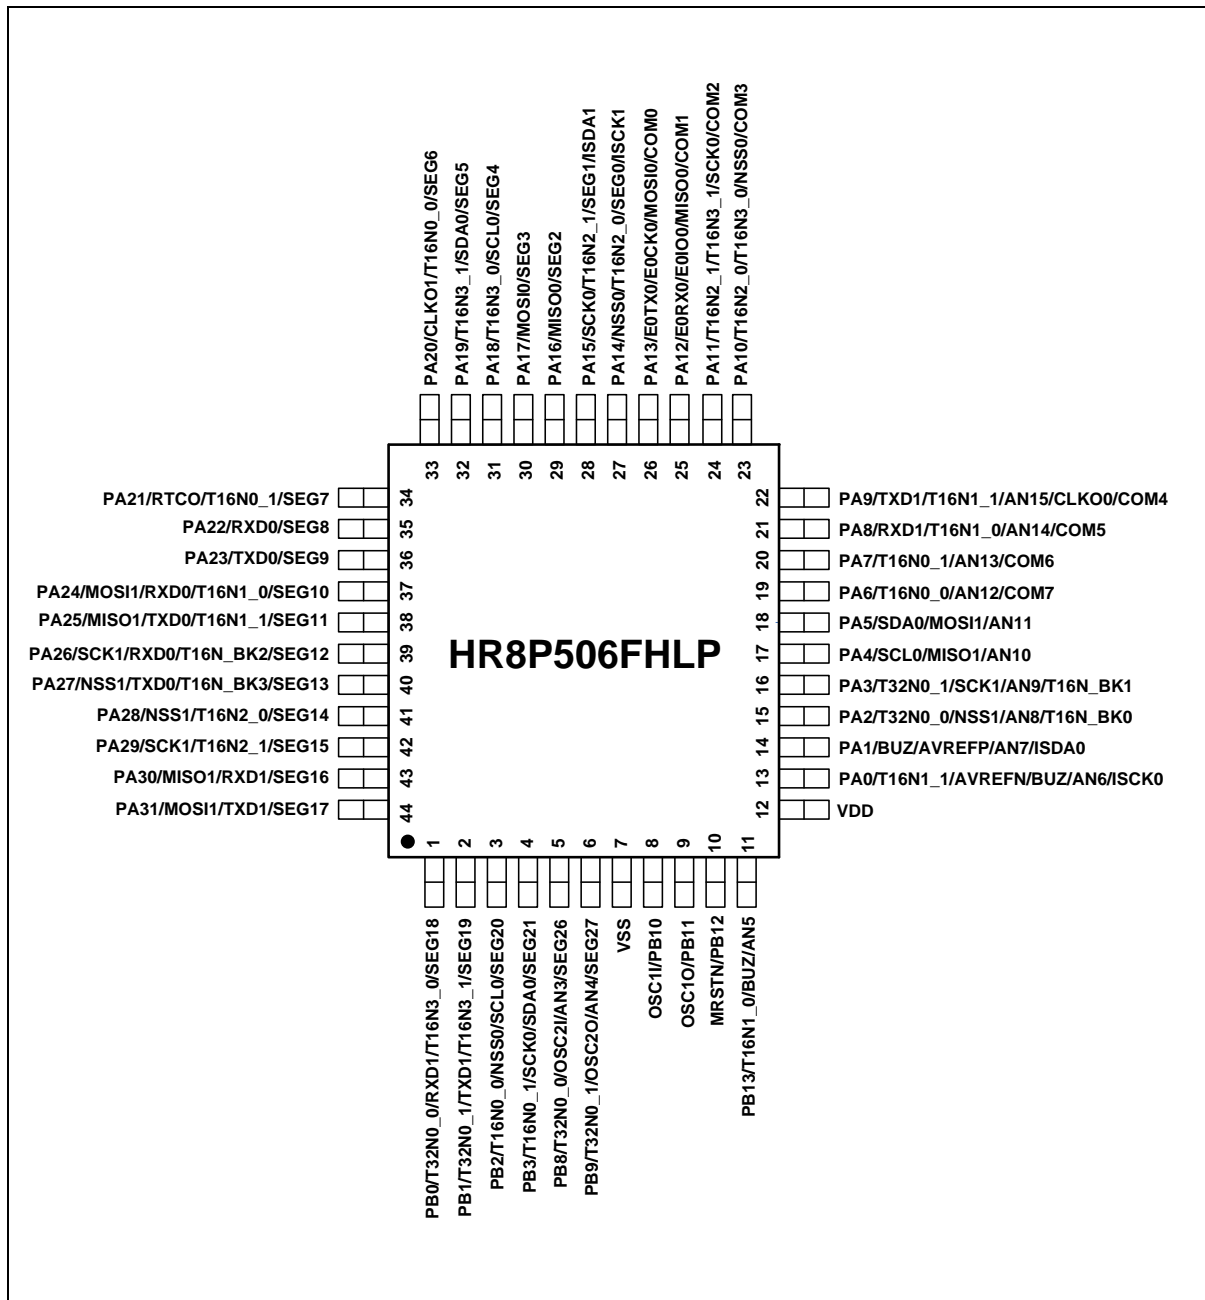 PA20/CLKO1/T16N0_0/SEG6
PA19/T16N3_1/SDA0/SEG5
PA18/T16N3_0/SCL0/SEG4
PA17/MOSI0/SEG3
PA16/MISO0/SEG2
PA15/SCK0/T16N2_1/SEG1/ISDA1
PA14/NSS0/T16N2_0/SEG0/ISCK1
PA13/E0TX0/E0CK0/MOSI0/COM0
PA12/E0RX0/E0IO0/MISO0/COM1
PA11/T16N2_1/T16N3_1/SCK0/COM2
PA10/T16N2_0/T16N3_0/NSS0/COM3
33
32
31
30
29
28
27
26
25
24
23
PA21/RTCO/T16N0_1/SEG7
34
PA22/RXD0/SEG8
35
PA23/TXD0/SEG9
36
PA24/MOSI1/RXD0/T16N1_0/SEG10
37
PA25/MISO1/TXD0/T16N1_1/SEG11
38
PA26/SCK1/RXD0/T16N_BK2/SEG12
39
PA27/NSS1/TXD0/T16N_BK3/SEG13
40
PA28/NSS1/T16N2_0/SEG14
41
PA29/SCK1/T16N2_1/SEG15
42
PA30/MISO1/RXD1/SEG16
43
PA31/MOSI1/TXD1/SEG17
44
HR8P506FHLP
22
PA9/TXD1/T16N1_1/AN15/CLKO0/COM4
21
PA8/RXD1/T16N1_0/AN14/COM5
20
PA7/T16N0_1/AN13/COM6
19
PA6/T16N0_0/AN12/COM7
18
PA5/SDA0/MOSI1/AN11
17
PA4/SCL0/MISO1/AN10
16
PA3/T32N0_1/SCK1/AN9/T16N_BK1
15
PA2/T32N0_0/NSS1/AN8/T16N_BK0
14
PA1/BUZ/AVREFP/AN7/ISDA0
13
PA0/T16N1_1/AVREFN/BUZ/AN6/ISCK0
12
VDD
1
2
3
4
5
6
7
8
9
10
11
PB0/T32N0_0/RXD1/T16N3_0/SEG18
PB1/T32N0_1/TXD1/T16N3_1/SEG19
PB2/T16N0_0/NSS0/SCL0/SEG20
PB3/T16N0_1/SCK0/SDA0/SEG21
PB8/T32N0_0/OSC2I/AN3/SEG26
PB9/T32N0_1/OSC2O/AN4/SEG27
VSS
OSC1I/PB10
OSC1O/PB11
MRSTN/PB12
PB13/T16N1_0/BUZ/AN5